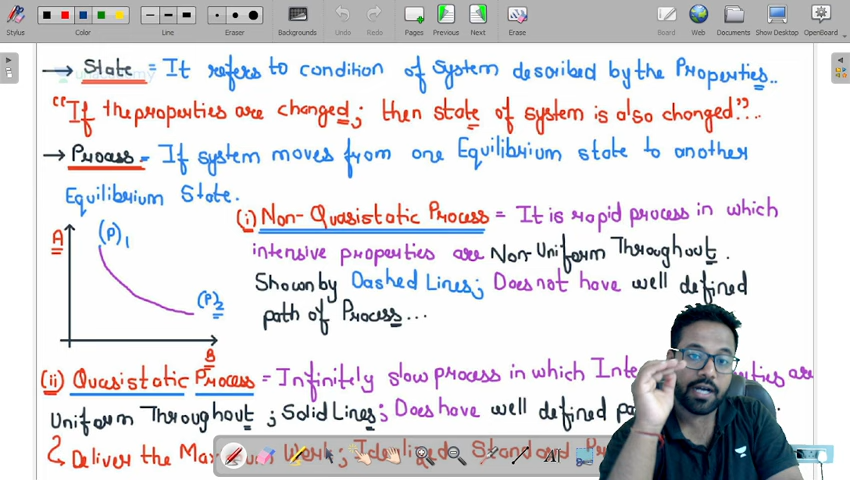 Stylus
Color
Line
Eraser
Backgrounds
Undo
Redo
Pages
Previous
Next
Erase
Board
Web
Documents
Show Desktop
OpenBoard
→ State = It refers to condition of System described by the Properties..
"If the properties are changed; then state of system is also changed"..
→ Process = If system moves from one Equilibrium state to another
Equilibrium State.
A
(P)1
(P)2
B
(i) Non-Quasistatic Process = It is rapid process in which
intensive properties are Non-Uniform Throughout.
Shown by Dashed Lines; Does not have well defined
path of Process...
(ii) Quasistatic Process = Infinitely slow process in which are
Uniform Throughout ; Solid Lines; Does have well defined
Deliver the Work; Idealized Standard